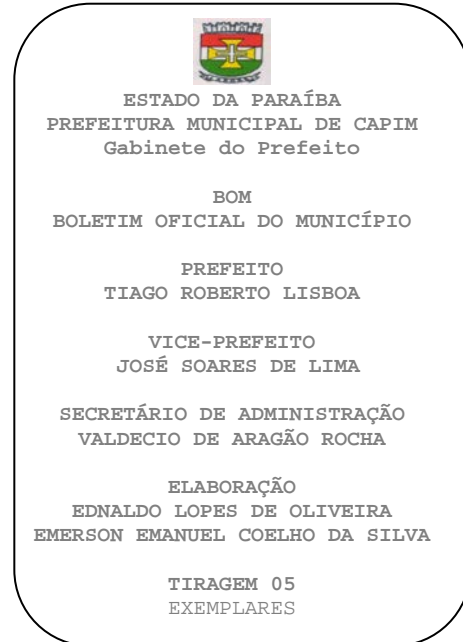 ESTADO DA PARAÍBA
PREFEITURA MUNICIPAL DE CAPIM
Gabinete do Prefeito
BOM
BOLETIM OFICIAL DO MUNICÍPIO
PREFEITO
TIAGO ROBERTO LISBOA
VICE-PREFEITO
JOSÉ SOARES DE LIMA
SECRETÁRIO DE ADMINISTRAÇÃO
VALDECIO DE ARAGÃO ROCHA
ELABORAÇÃO
EDNALDO LOPES DE OLIVEIRA
EMERSON EMANUEL COELHO DA SILVA
TIRAGEM 05
EXEMPLARES